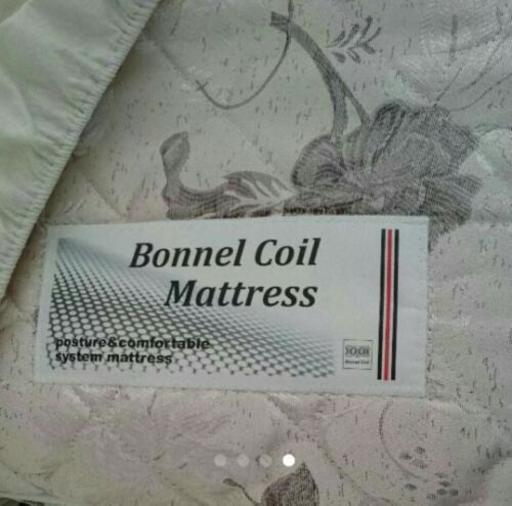 Bonnel Coil
Mattress
posture&comfortable
system mattress